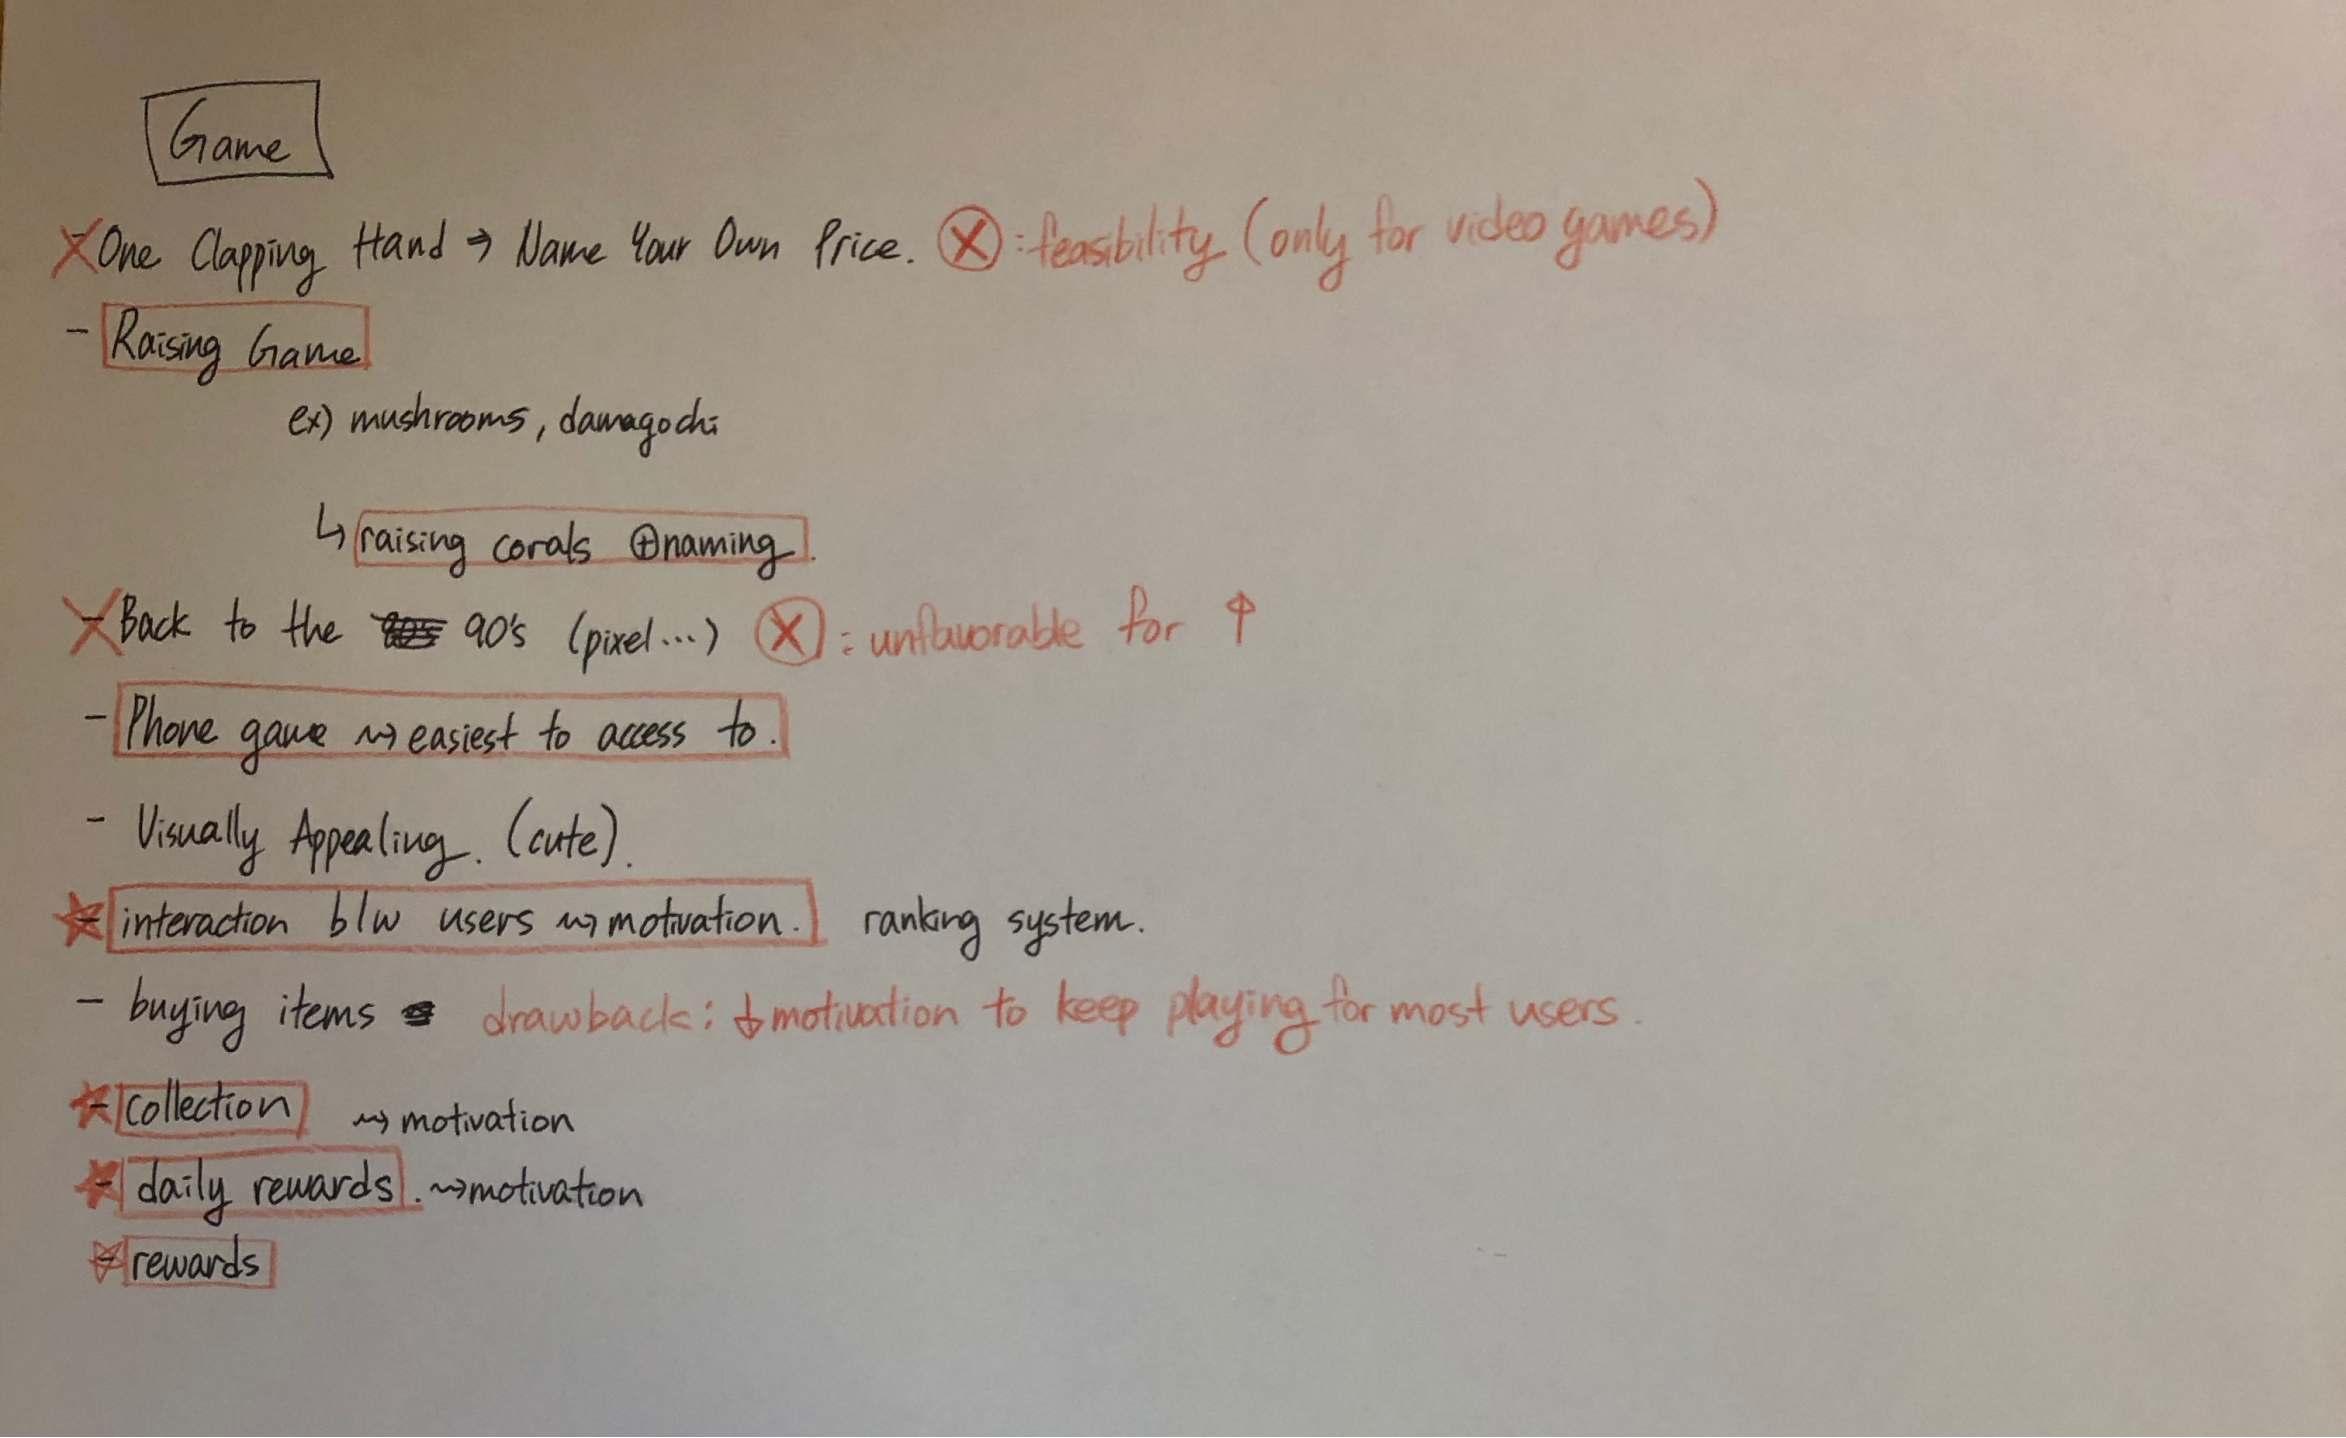 Game
- One Clapping Hand ⇒ Name Your Own Price. ⓧ : feasibility (only for video games)
- Raising Game
ex) mushrooms, damagochi
↳ raising corals ⊕ naming.
- Back to the 90's (pixel...) ⓧ : unfavorable for ↑
- Phone game ⇝ easiest to access to.
- Visually Appealing. (cute).
- interaction b/w users ⇝ motivation. ranking system.
- buying items drawback: ↓ motivation to keep playing for most users.
- collection ⇝ motivation
- daily rewards. ⇝ motivation
- rewards